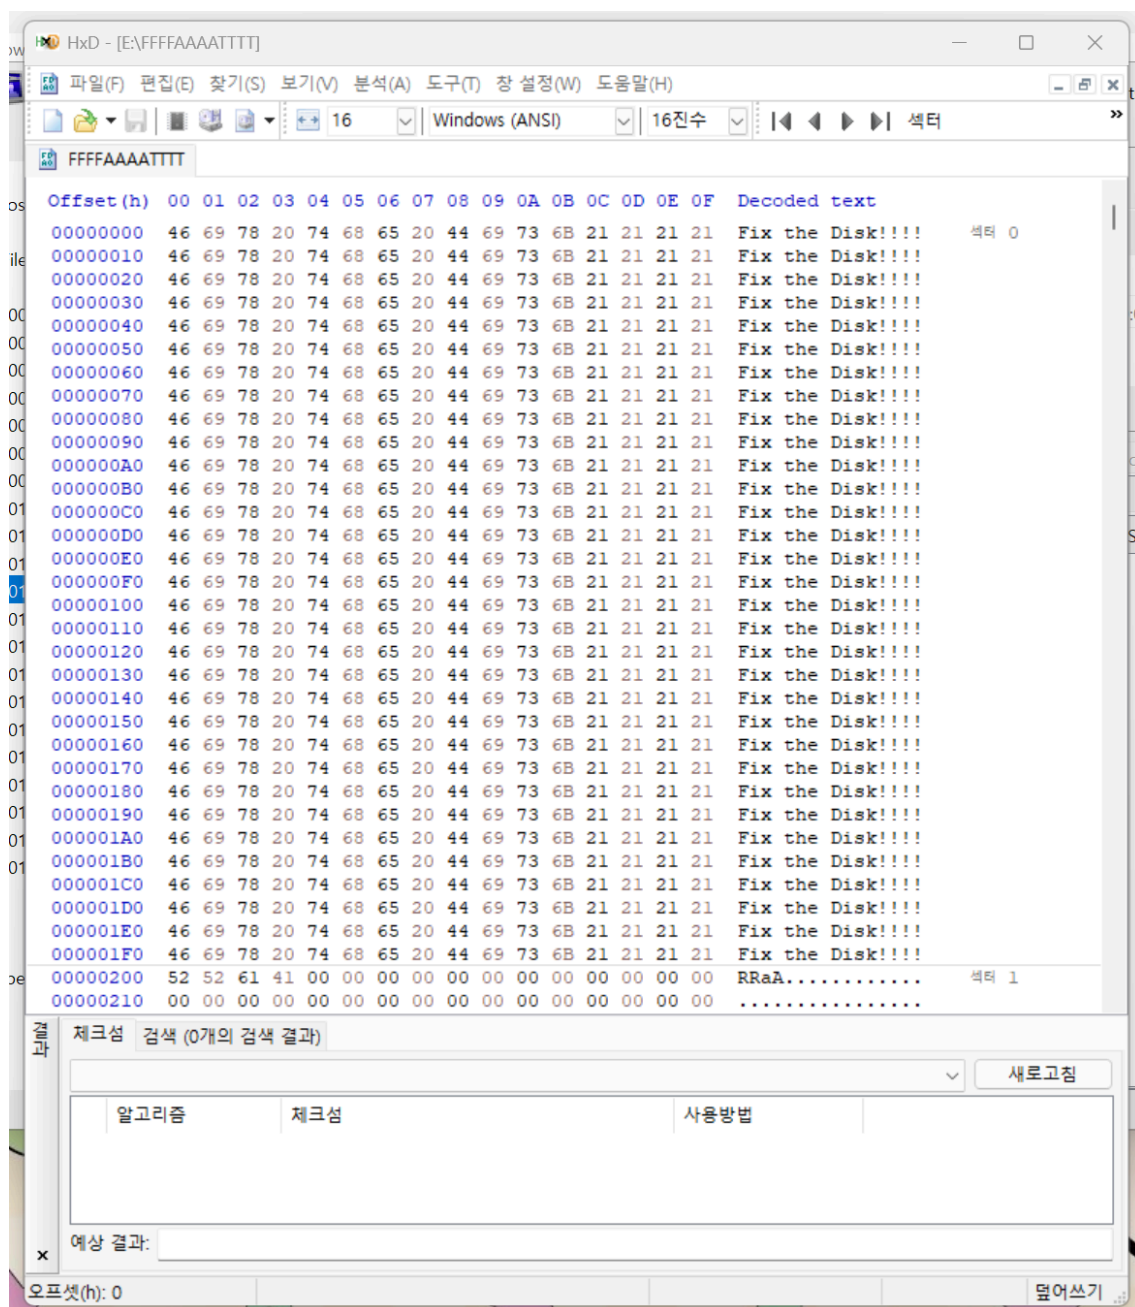 HxD - [E:\FFFFAAAATTTT]
파일(F) 편집(E) 찾기(S) 보기(V) 분석(A) 도구(T) 창 설정(W) 도움말(H)
16 Windows (ANSI) 16진수 섹터 »
FFFFAAAATTTT
Offset(h) 00 01 02 03 04 05 06 07 08 09 0A 0B 0C 0D 0E 0F Decoded text
00000000 46 69 78 20 74 68 65 20 44 69 73 6B 21 21 21 21 Fix the Disk!!!! 섹터 0
00000010 46 69 78 20 74 68 65 20 44 69 73 6B 21 21 21 21 Fix the Disk!!!!
00000020 46 69 78 20 74 68 65 20 44 69 73 6B 21 21 21 21 Fix the Disk!!!!
00000030 46 69 78 20 74 68 65 20 44 69 73 6B 21 21 21 21 Fix the Disk!!!!
00000040 46 69 78 20 74 68 65 20 44 69 73 6B 21 21 21 21 Fix the Disk!!!!
00000050 46 69 78 20 74 68 65 20 44 69 73 6B 21 21 21 21 Fix the Disk!!!!
00000060 46 69 78 20 74 68 65 20 44 69 73 6B 21 21 21 21 Fix the Disk!!!!
00000070 46 69 78 20 74 68 65 20 44 69 73 6B 21 21 21 21 Fix the Disk!!!!
00000080 46 69 78 20 74 68 65 20 44 69 73 6B 21 21 21 21 Fix the Disk!!!!
00000090 46 69 78 20 74 68 65 20 44 69 73 6B 21 21 21 21 Fix the Disk!!!!
000000A0 46 69 78 20 74 68 65 20 44 69 73 6B 21 21 21 21 Fix the Disk!!!!
000000B0 46 69 78 20 74 68 65 20 44 69 73 6B 21 21 21 21 Fix the Disk!!!!
000000C0 46 69 78 20 74 68 65 20 44 69 73 6B 21 21 21 21 Fix the Disk!!!!
000000D0 46 69 78 20 74 68 65 20 44 69 73 6B 21 21 21 21 Fix the Disk!!!!
000000E0 46 69 78 20 74 68 65 20 44 69 73 6B 21 21 21 21 Fix the Disk!!!!
000000F0 46 69 78 20 74 68 65 20 44 69 73 6B 21 21 21 21 Fix the Disk!!!!
00000100 46 69 78 20 74 68 65 20 44 69 73 6B 21 21 21 21 Fix the Disk!!!!
00000110 46 69 78 20 74 68 65 20 44 69 73 6B 21 21 21 21 Fix the Disk!!!!
00000120 46 69 78 20 74 68 65 20 44 69 73 6B 21 21 21 21 Fix the Disk!!!!
00000130 46 69 78 20 74 68 65 20 44 69 73 6B 21 21 21 21 Fix the Disk!!!!
00000140 46 69 78 20 74 68 65 20 44 69 73 6B 21 21 21 21 Fix the Disk!!!!
00000150 46 69 78 20 74 68 65 20 44 69 73 6B 21 21 21 21 Fix the Disk!!!!
00000160 46 69 78 20 74 68 65 20 44 69 73 6B 21 21 21 21 Fix the Disk!!!!
00000170 46 69 78 20 74 68 65 20 44 69 73 6B 21 21 21 21 Fix the Disk!!!!
00000180 46 69 78 20 74 68 65 20 44 69 73 6B 21 21 21 21 Fix the Disk!!!!
00000190 46 69 78 20 74 68 65 20 44 69 73 6B 21 21 21 21 Fix the Disk!!!!
000001A0 46 69 78 20 74 68 65 20 44 69 73 6B 21 21 21 21 Fix the Disk!!!!
000001B0 46 69 78 20 74 68 65 20 44 69 73 6B 21 21 21 21 Fix the Disk!!!!
000001C0 46 69 78 20 74 68 65 20 44 69 73 6B 21 21 21 21 Fix the Disk!!!!
000001D0 46 69 78 20 74 68 65 20 44 69 73 6B 21 21 21 21 Fix the Disk!!!!
000001E0 46 69 78 20 74 68 65 20 44 69 73 6B 21 21 21 21 Fix the Disk!!!!
000001F0 46 69 78 20 74 68 65 20 44 69 73 6B 21 21 21 21 Fix the Disk!!!!
00000200 52 52 61 41 00 00 00 00 00 00 00 00 00 00 00 00 RRaA............ 섹터 1
00000210 00 00 00 00 00 00 00 00 00 00 00 00 00 00 00 00 ................
결과
체크섬 검색 (0개의 검색 결과)
새로고침
알고리즘 체크섬 사용방법
예상 결과:
오프셋(h): 0 덮어쓰기